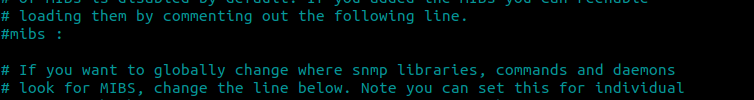 # of MIBs is disabled by default. If you added the MIBs you can reenable
# loading them by commenting out the following line.
#mibs :
# If you want to globally change where snmp libraries, commands and daemons
# look for MIBS, change the line below. Note you can set this for individual